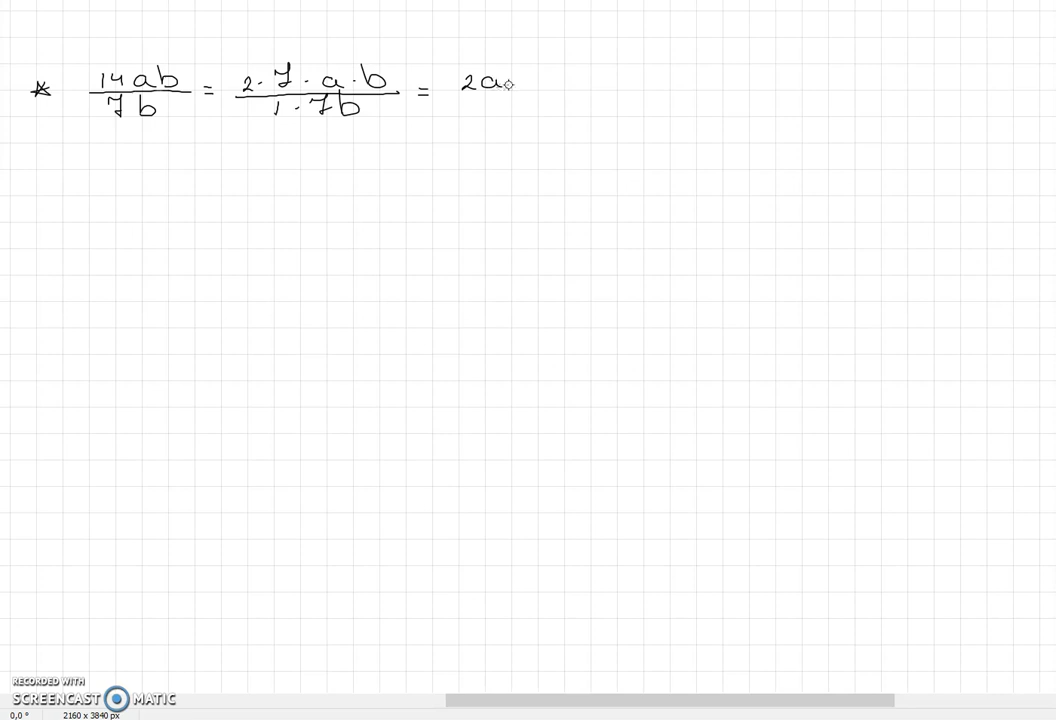 * 14ab/7b = 2·7·a·b/1·7b = 2a
RECORDED WITH
SCREENCAST MATIC
0,0 ° 2160 x 3840 px